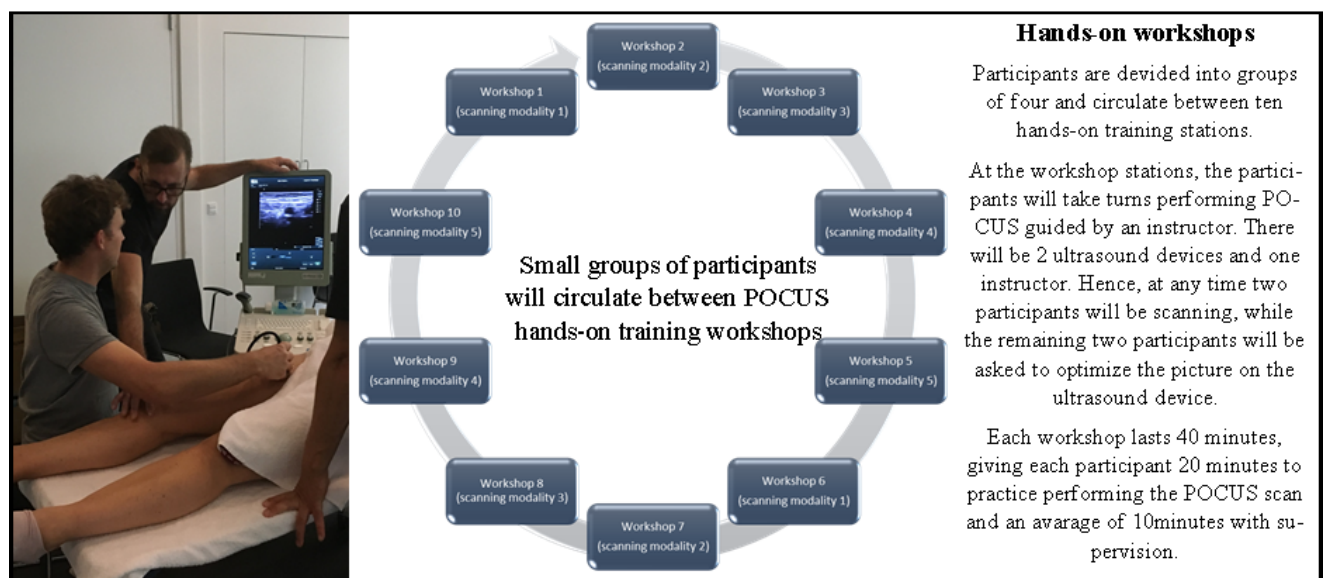 Workshop 1
(scanning modality 1)
Workshop 2
(scanning modality 2)
Workshop 3
(scanning modality 3)
Workshop 4
(scanning modality 4)
Workshop 5
(scanning modality 5)
Workshop 6
(scanning modality 1)
Workshop 7
(scanning modality 2)
Workshop 8
(scanning modality 3)
Workshop 9
(scanning modality 4)
Workshop 10
(scanning modality 5)
Small groups of participants
will circulate between POCUS
hands-on training workshops
Hands-on workshops
Participants are devided into groups
of four and circulate between ten
hands-on training stations.
At the workshop stations, the partici-
pants will take turns performing PO-
CUS guided by an instructor. There
will be 2 ultrasound devices and one
instructor. Hence, at any time two
participants will be scanning, while
the remaining two participants will be
asked to optimize the picture on the
ultrasound device.
Each workshop lasts 40 minutes,
giving each participant 20 minutes to
practice performing the POCUS scan
and an avarage of 10minutes with su-
pervision.